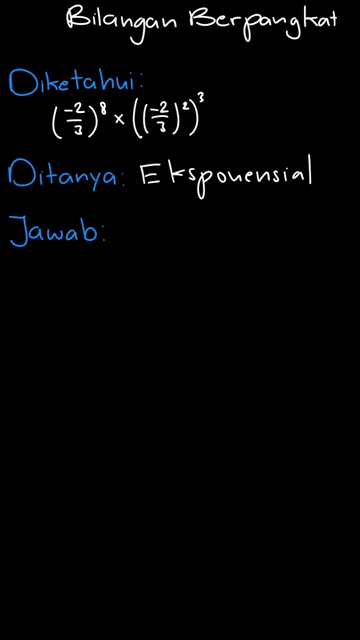 Bilangan Berpangkat
Diketahui:
(-2/3)^8 × ((-2/3)^2)^3
Ditanya: Eksponensial
Jawab: